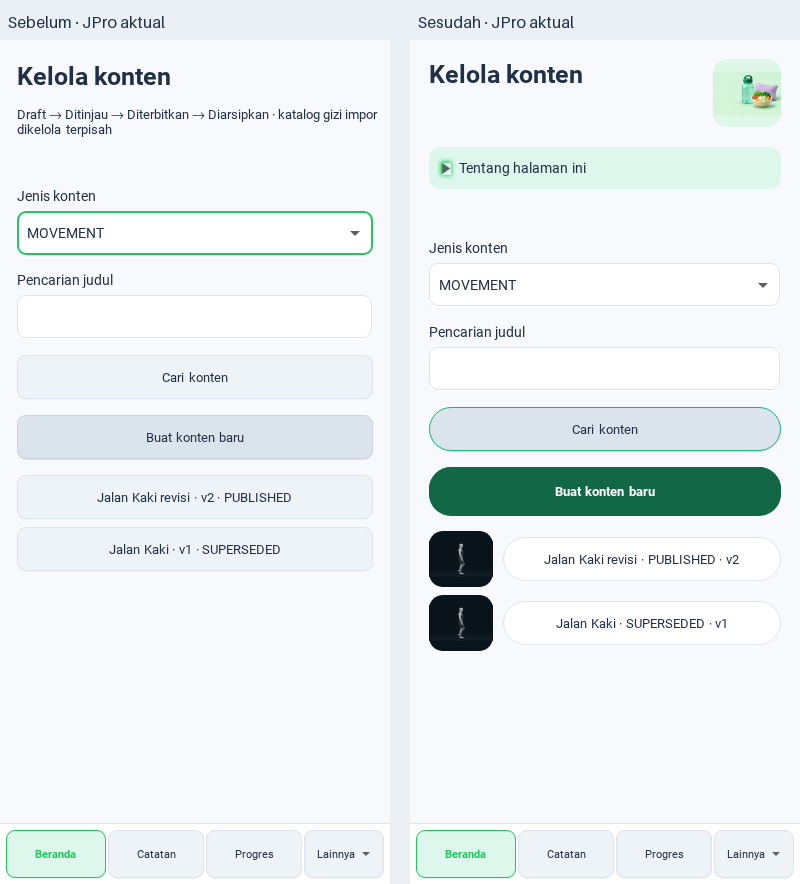 Sebelum · JPro aktual
Kelola konten
Draft → Ditinjau → Diterbitkan → Diarsipkan · katalog gizi impor
dikelola terpisah
Jenis konten
MOVEMENT
Pencarian judul
Cari konten
Buat konten baru
Jalan Kaki revisi · v2 · PUBLISHED
Jalan Kaki · v1 · SUPERSEDED
Beranda
Catatan
Progres
Lainnya
Sesudah · JPro aktual
Kelola konten
Tentang halaman ini
Jenis konten
MOVEMENT
Pencarian judul
Cari konten
Buat konten baru
Jalan Kaki revisi · PUBLISHED · v2
Jalan Kaki · SUPERSEDED · v1
Beranda
Catatan
Progres
Lainnya